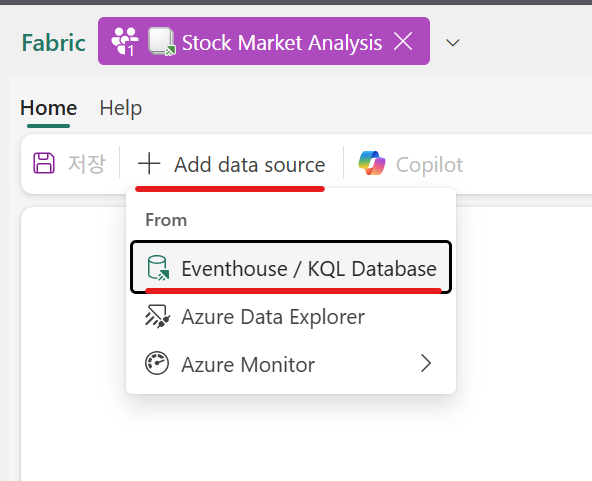 Fabric 1 Stock Market Analysis
Home Help
저장 Add data source Copilot
From
Eventhouse / KQL Database
Azure Data Explorer
Azure Monitor